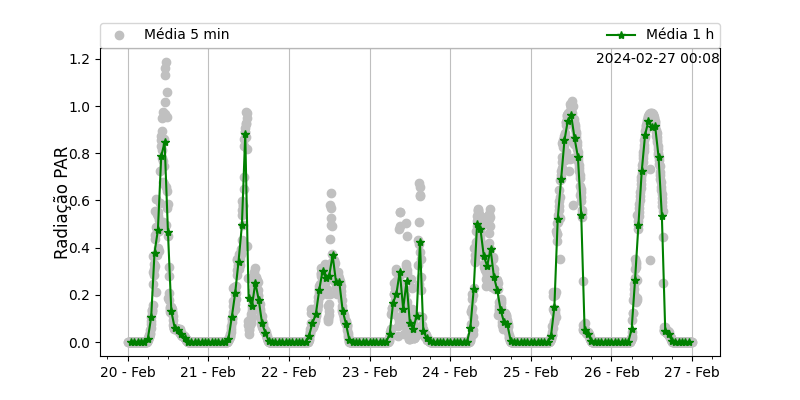 Média 5 min
Média 1 h
2024-02-27 00:08
Radiação PAR
1.2
1.0
0.8
0.6
0.4
0.2
0.0
20 - Feb
21 - Feb
22 - Feb
23 - Feb
24 - Feb
25 - Feb
26 - Feb
27 - Feb